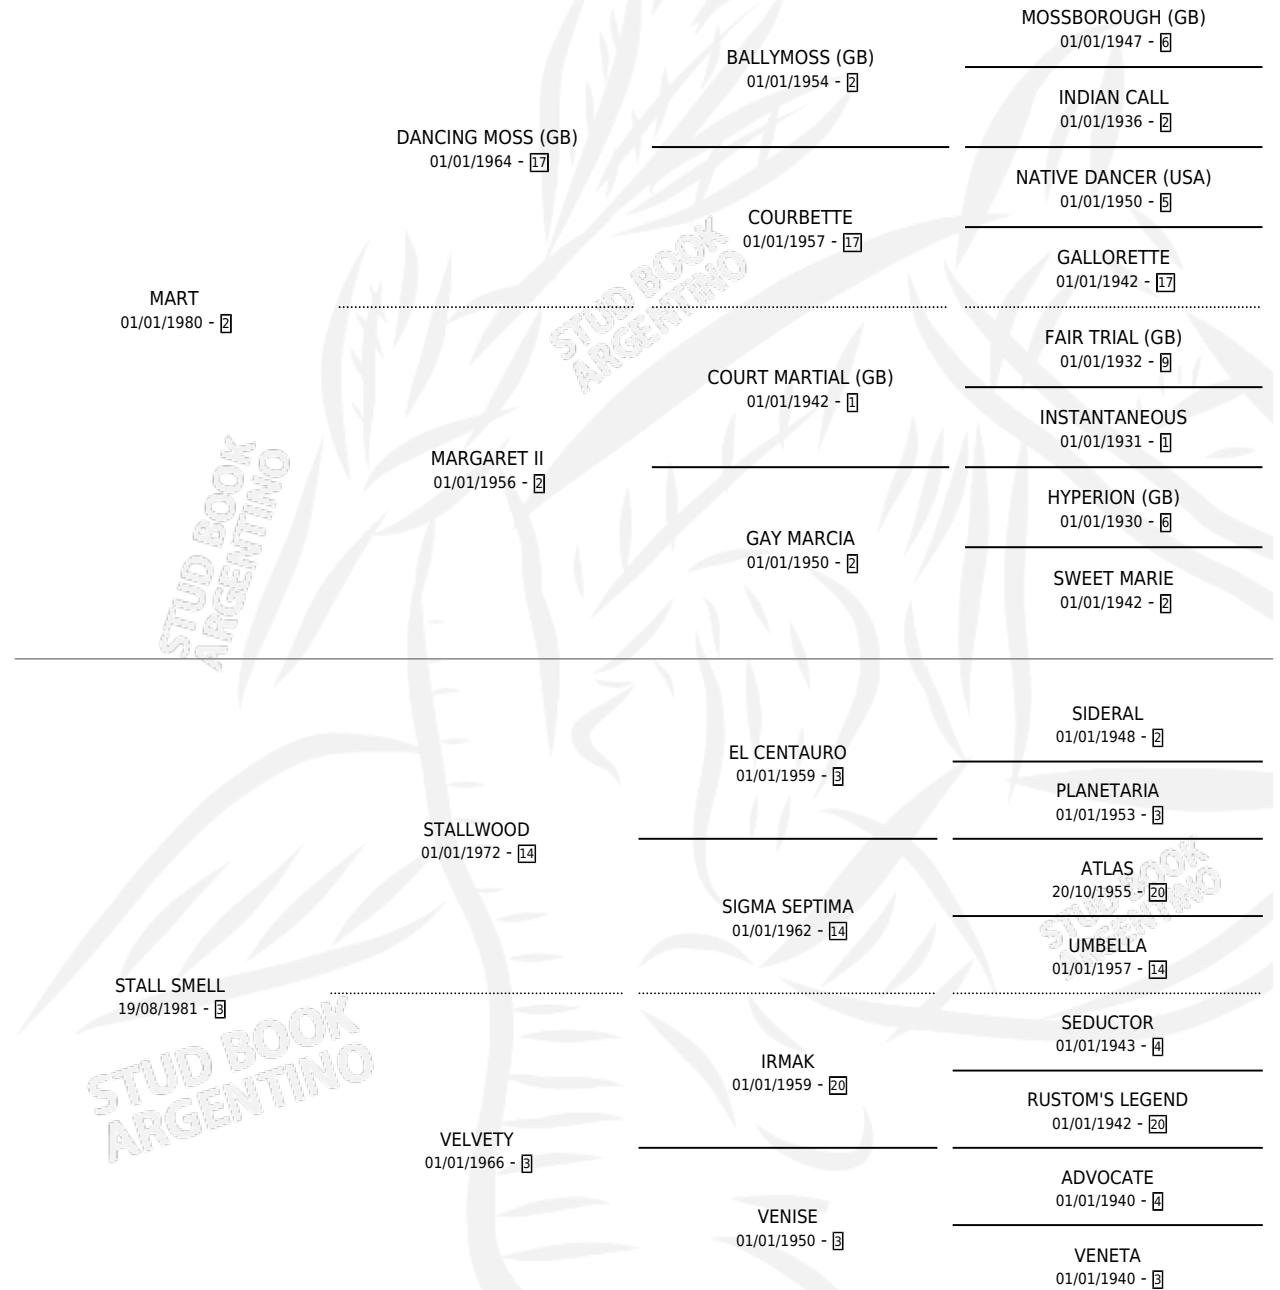 MOSSBOROUGH (GB)
01/01/1947 - 6
BALLYMOSS (GB)
01/01/1954 - 2
INDIAN CALL
01/01/1936 - 2
DANCING MOSS (GB)
01/01/1964 - 17
NATIVE DANCER (USA)
01/01/1950 - 5
COURBETTE
01/01/1957 - 17
GALLORETTE
01/01/1942 - 17
MART
01/01/1980 - 2
FAIR TRIAL (GB)
01/01/1932 - 9
COURT MARTIAL (GB)
01/01/1942 - 1
INSTANTANEOUS
01/01/1931 - 1
MARGARET II
01/01/1956 - 2
HYPERION (GB)
01/01/1930 - 6
GAY MARCIA
01/01/1950 - 2
SWEET MARIE
01/01/1942 - 2
SIDERAL
01/01/1948 - 2
EL CENTAURO
01/01/1959 - 3
PLANETARIA
01/01/1953 - 3
STALLWOOD
01/01/1972 - 14
ATLAS
20/10/1955 - 20
SIGMA SEPTIMA
01/01/1962 - 14
UMBELLA
01/01/1957 - 14
STALL SMELL
19/08/1981 - 3
SEDUCTOR
01/01/1943 - 4
IRMAK
01/01/1959 - 20
RUSTOM'S LEGEND
01/01/1942 - 20
VELVETY
01/01/1966 - 3
ADVOCATE
01/01/1940 - 4
VENISE
01/01/1950 - 3
VENETA
01/01/1940 - 3
STUD BOOK
ARGENTINO
STUD BOOK
ARGENTINO
STUD BOOK
ARGENTINO
STUD BOOK
ARGENTINO